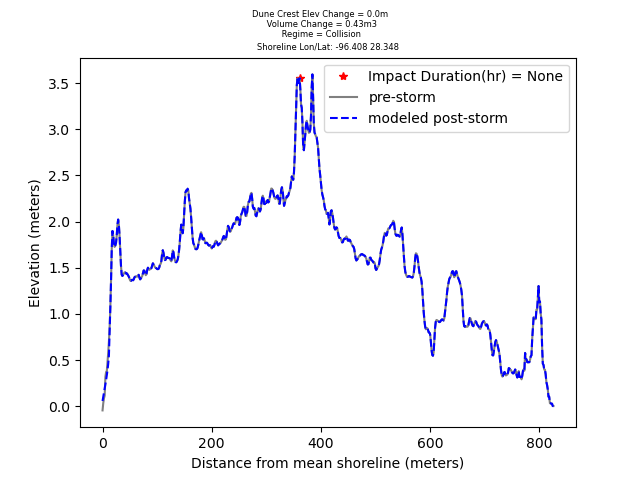 Dune Crest Elev Change = 0.0m
Volume Change = 0.43m3
Regime = Collision
Shoreline Lon/Lat: -96.408 28.348
Impact Duration(hr) = None
pre-storm
modeled post-storm
Elevation (meters)
3.5
3.0
2.5
2.0
1.5
1.0
0.5
0.0
0 200 400 600 800
Distance from mean shoreline (meters)